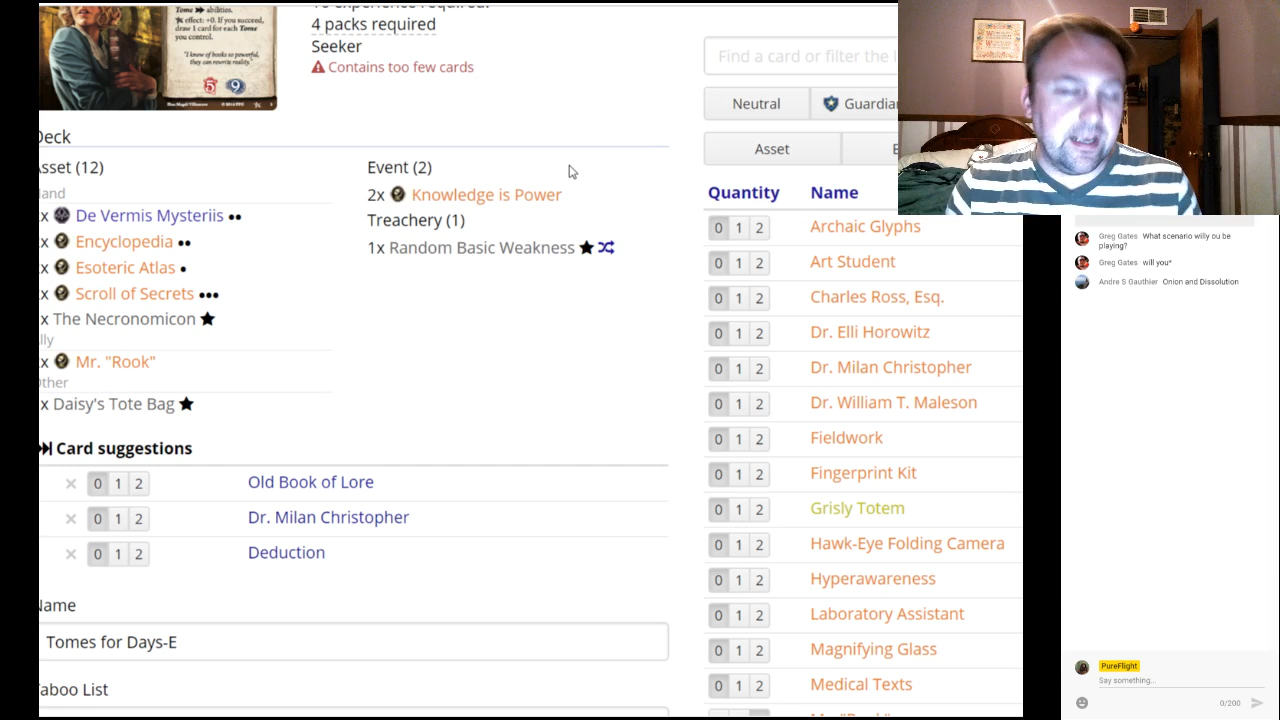 Tome abilities.
effect: +0. If you succeed,
draw 1 card for each Tome
you control.
"I know of books so powerful,
they can rewrite reality."
5 9
4 packs required
Seeker
Contains too few cards
Deck
Asset (12)
De Vermis Mysteriis ●●
Encyclopedia ●●
Esoteric Atlas ●
Scroll of Secrets ●●●
x The Necronomicon ★
x Mr. "Rook"
Other
x Daisy's Tote Bag ★
Event (2)
2x Knowledge is Power
Treachery (1)
1x Random Basic Weakness ★
Card suggestions
× 0 1 2 Old Book of Lore
× 0 1 2 Dr. Milan Christopher
× 0 1 2 Deduction
Name
Tomes for Days-E
Taboo List
Find a card or filter the
Neutral Guardia
Asset E
Quantity Name
0 1 2 Archaic Glyphs
0 1 2 Art Student
0 1 2 Charles Ross, Esq.
0 1 2 Dr. Elli Horowitz
0 1 2 Dr. Milan Christopher
0 1 2 Dr. William T. Maleson
0 1 2 Fieldwork
0 1 2 Fingerprint Kit
0 1 2 Grisly Totem
0 1 2 Hawk-Eye Folding Camera
0 1 2 Hyperawareness
0 1 2 Laboratory Assistant
0 1 2 Magnifying Glass
0 1 2 Medical Texts
Greg Gates What scenario willy ou be
playing?
Greg Gates will you*
Andre S Gauthier Onion and Dissolution
PureFlight
Say something...
0/200